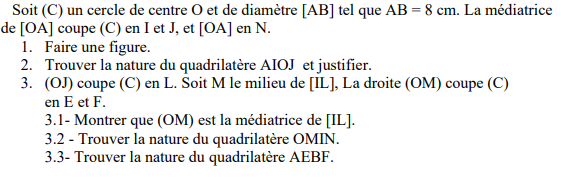 Soit (C) un cercle de centre O et de diamètre [AB] tel que AB = 8 cm. La médiatrice
de [OA] coupe (C) en I et J, et [OA] en N.
1. Faire une figure.
2. Trouver la nature du quadrilatère AIOJ et justifier.
3. (OJ) coupe (C) en L. Soit M le milieu de [IL], La droite (OM) coupe (C)
en E et F.
3.1- Montrer que (OM) est la médiatrice de [IL].
3.2 - Trouver la nature du quadrilatère OMIN.
3.3- Trouver la nature du quadrilatère AEBF.